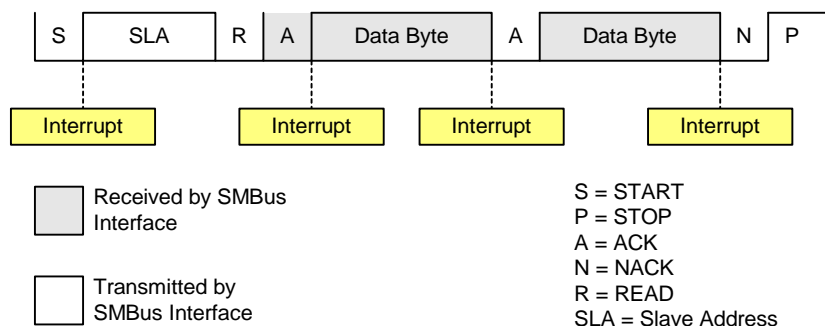 S SLA R A Data Byte A Data Byte N P
Interrupt Interrupt Interrupt Interrupt
Received by SMBus
Interface
Transmitted by
SMBus Interface
S = START
P = STOP
A = ACK
N = NACK
R = READ
SLA = Slave Address